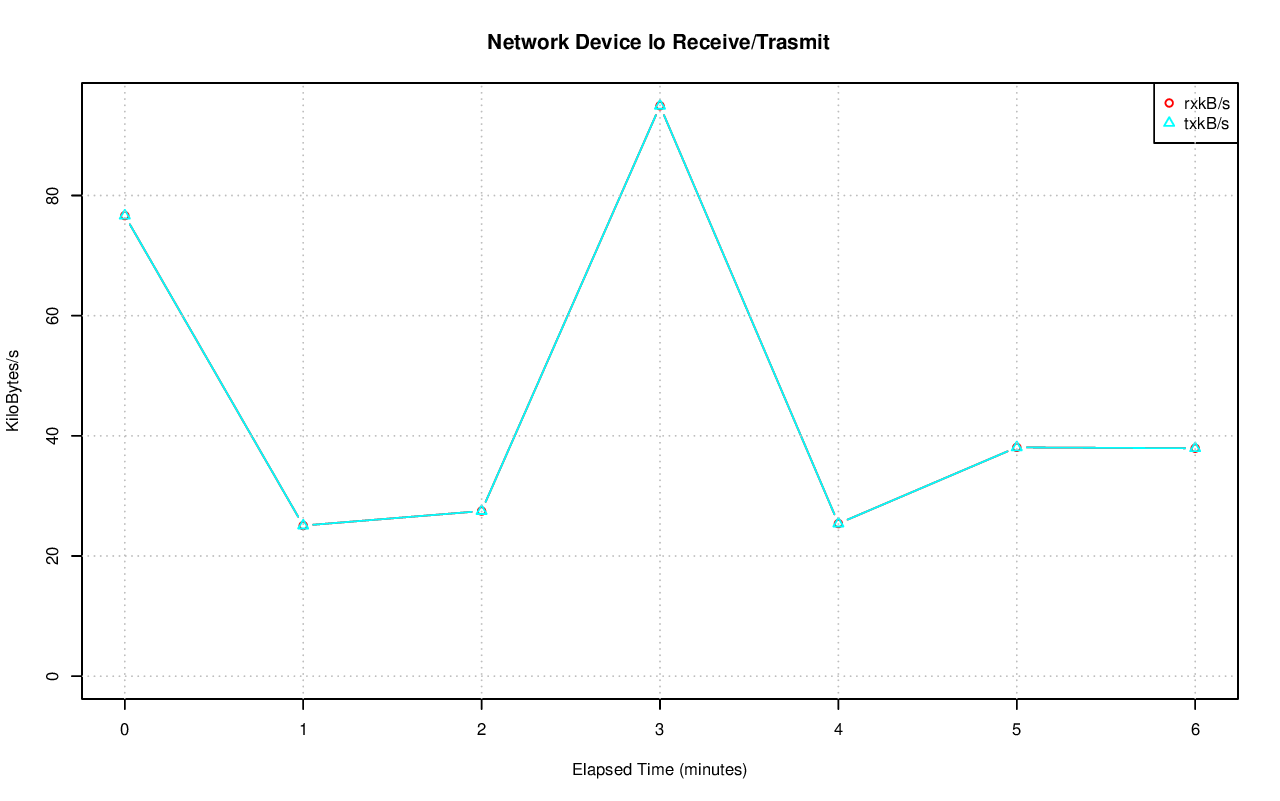 Network Device lo Receive/Trasmit
rxkB/s
txkB/s
KiloBytes/s
80
60
40
20
0
0 1 2 3 4 5 6
Elapsed Time (minutes)